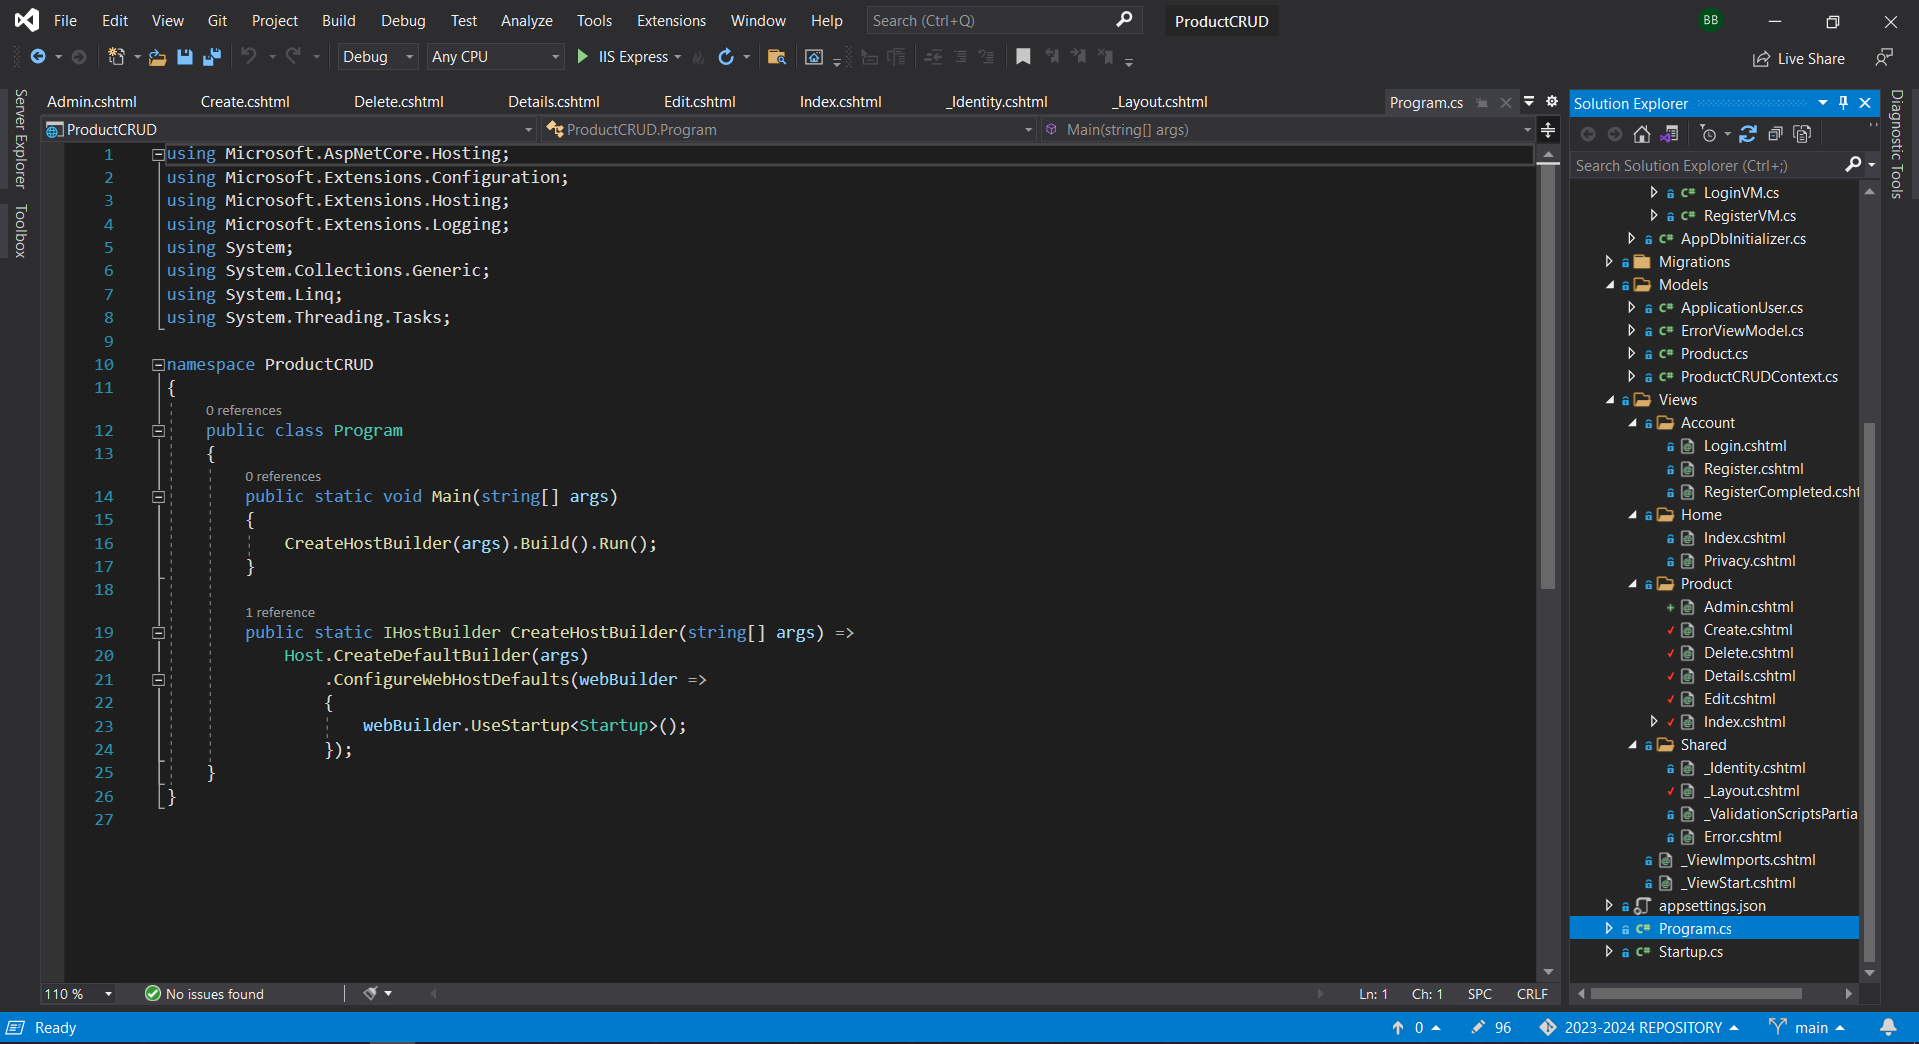 File Edit View Git Project Build Debug Test Analyze Tools Extensions Window Help Search (Ctrl+Q) ProductCRUD BB
Debug Any CPU IIS Express Live Share
Server Explorer
Toolbox
Admin.cshtml Create.cshtml Delete.cshtml Details.cshtml Edit.cshtml Index.cshtml _Identity.cshtml _Layout.cshtml Program.cs
ProductCRUD ProductCRUD.Program Main(string[] args)
1 using Microsoft.AspNetCore.Hosting;
2 using Microsoft.Extensions.Configuration;
3 using Microsoft.Extensions.Hosting;
4 using Microsoft.Extensions.Logging;
5 using System;
6 using System.Collections.Generic;
7 using System.Linq;
8 using System.Threading.Tasks;
9
10 namespace ProductCRUD
11 {
0 references
12 public class Program
13 {
0 references
14 public static void Main(string[] args)
15 {
16 CreateHostBuilder(args).Build().Run();
17 }
18
1 reference
19 public static IHostBuilder CreateHostBuilder(string[] args) =>
20 Host.CreateDefaultBuilder(args)
21 .ConfigureWebHostDefaults(webBuilder =>
22 {
23 webBuilder.UseStartup<Startup>();
24 });
25 }
26 }
27
110 % No issues found Ln: 1 Ch: 1 SPC CRLF
Solution Explorer
Search Solution Explorer (Ctrl+;)
C# LoginVM.cs
C# RegisterVM.cs
C# AppDbInitializer.cs
Migrations
Models
C# ApplicationUser.cs
C# ErrorViewModel.cs
C# Product.cs
C# ProductCRUDContext.cs
Views
Account
Login.cshtml
Register.cshtml
RegisterCompleted.csht
Home
Index.cshtml
Privacy.cshtml
Product
Admin.cshtml
Create.cshtml
Delete.cshtml
Details.cshtml
Edit.cshtml
Index.cshtml
Shared
_Identity.cshtml
_Layout.cshtml
_ValidationScriptsPartia
Error.cshtml
_ViewImports.cshtml
_ViewStart.cshtml
appsettings.json
C# Program.cs
C# Startup.cs
Diagnostic Tools
Ready 0 96 2023-2024 REPOSITORY main